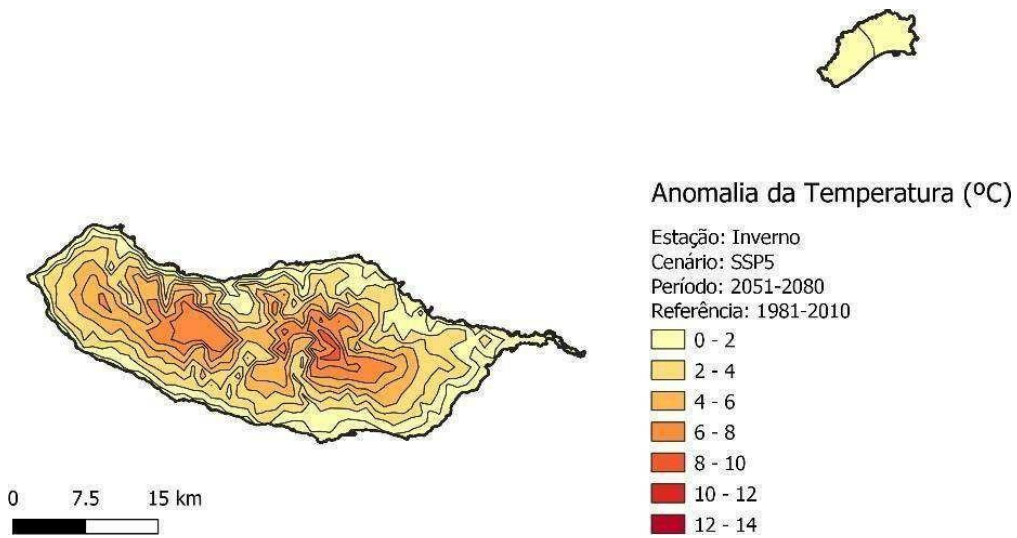 Anomalia da Temperatura (ºC)
Estação: Inverno
Cenário: SSP5
Período: 2051-2080
Referência: 1981-2010
0 - 2
2 - 4
4 - 6
6 - 8
8 - 10
10 - 12
12 - 14
0 7.5 15 km